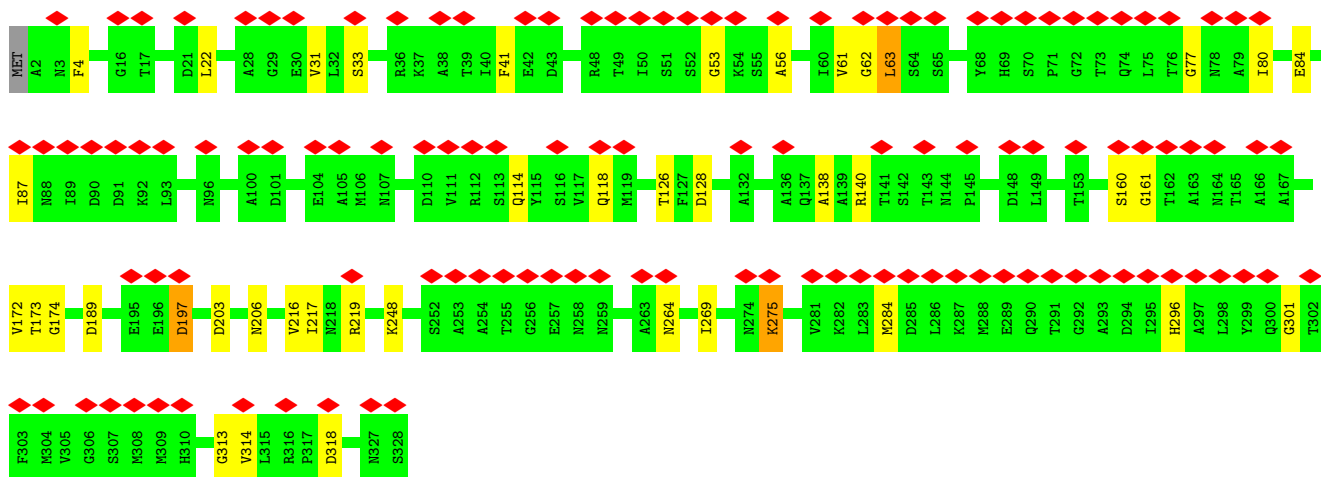 MET A2 N3 F4 G16 T17 D21 L22 A28 G29 E30 V31 L32 S33 R36 K37 A38 T39 I40 F41 E42 D43 R48 T49 I50 S51 S52 G53 K54 S55 A56 I60 V61 G62 L63 S64 S65 Y68 H69 S70 P71 G72 T73 Q74 L75 T76 G77 N78 A79 I80 E84
I87 N88 I89 D90 D91 K92 L93 N96 A100 D101 E104 A105 M106 N107 D110 V111 R112 S113 Q114 Y115 S116 V117 Q118 M119 T126 F127 D128 A132 A136 Q137 A138 A139 R140 T141 S142 T143 N144 P145 D148 L149 T153 S160 G161 T162 A163 N164 T165 A166 A167
V172 T173 G174 D189 E195 E196 D197 D203 N206 V216 I217 N218 R219 K248 S252 A253 A254 T255 G256 E257 N258 N259 A263 N264 I269 N274 K275 V281 K282 L283 M284 D285 L286 K287 M288 E289 Q290 T291 G292 A293 D294 I295 H296 A297 L298 Y299 Q300 G301 T302
F303 M304 V305 G306 S307 M308 M309 H310 G313 V314 L315 R316 P317 D318 N327 S328